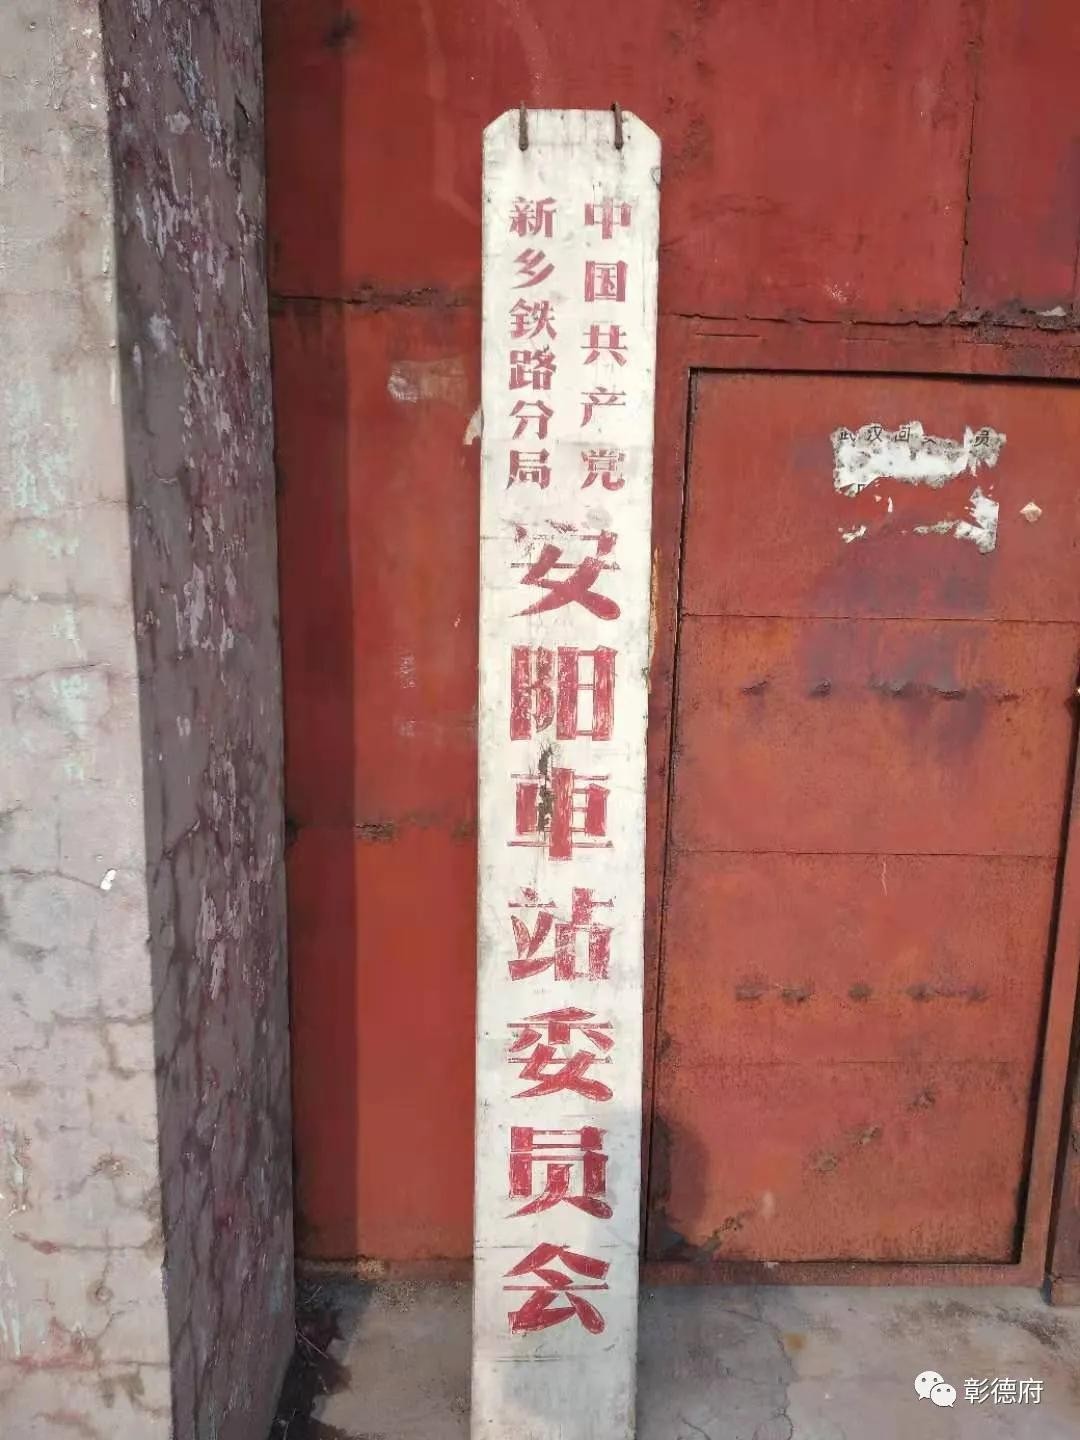 中国共产党
新乡铁路分局
安阳車站委员会
彰德府